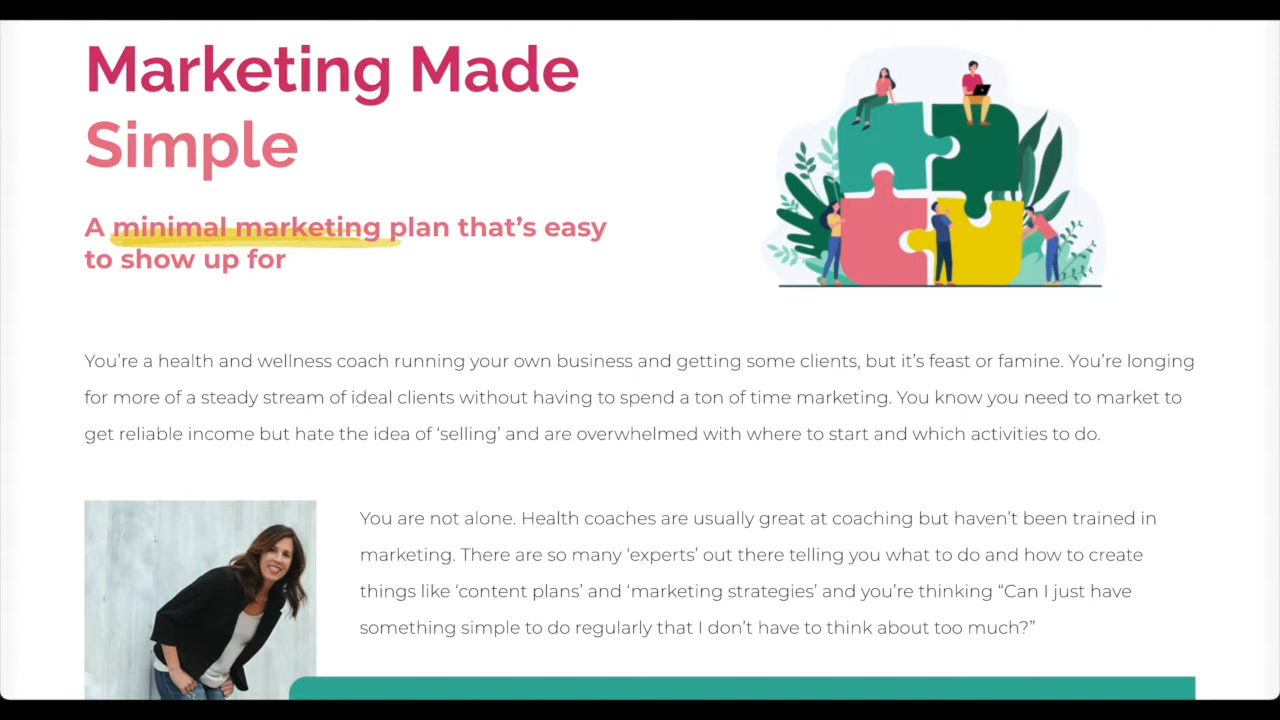 Marketing Made
Simple
A minimal marketing plan that’s easy
to show up for
You’re a health and wellness coach running your own business and getting some clients, but it’s feast or famine. You’re longing
for more of a steady stream of ideal clients without having to spend a ton of time marketing. You know you need to market to
get reliable income but hate the idea of ‘selling’ and are overwhelmed with where to start and which activities to do.
You are not alone. Health coaches are usually great at coaching but haven’t been trained in
marketing. There are so many ‘experts’ out there telling you what to do and how to create
things like ‘content plans’ and ‘marketing strategies’ and you’re thinking “Can I just have
something simple to do regularly that I don’t have to think about too much?”